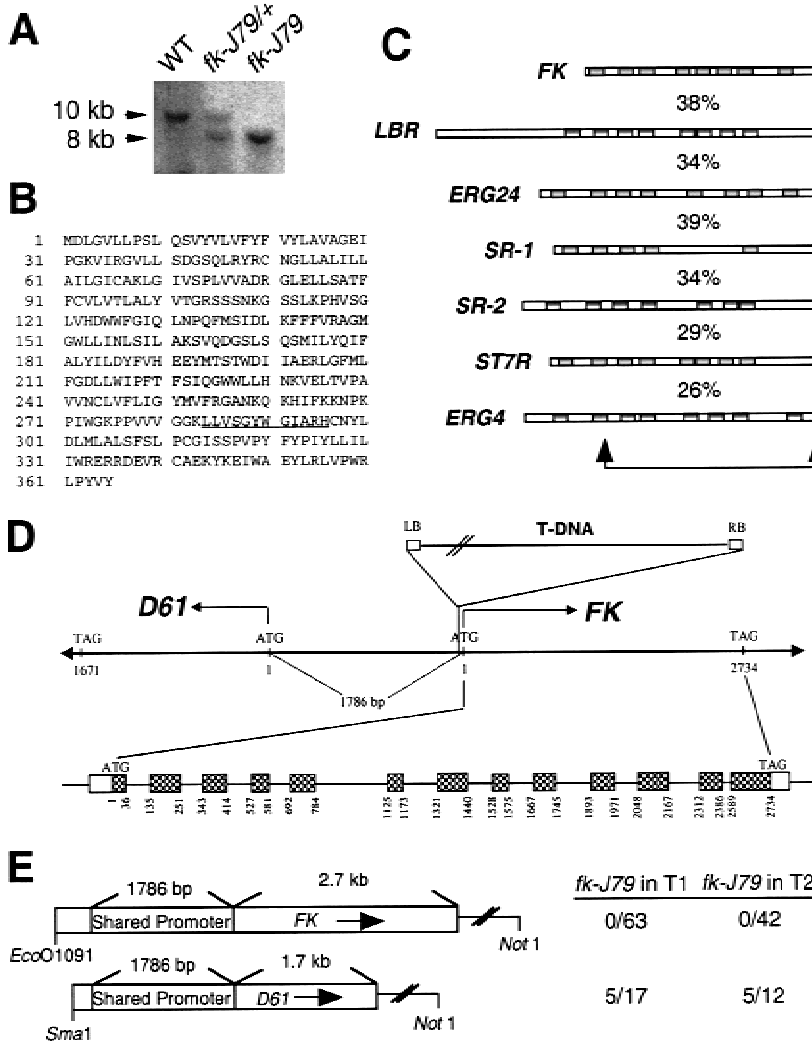 A
WT
fk-J79/+
fk-J79
10 kb
8 kb
B
1 MDLGVLLPSL QSVYVLVFYF VYLAVAGEI
31 PGKVIRGVLL SDGSQLRYRC NGLLALILL
61 AILGICAKLG IVSPLVVADR GLELLSATF
91 FCVLVTLALY VTGRSSSNKG SSLKPHVSG
121 LVHDWWFGIQ LNPQFMSIDL KFFFVRAGM
151 GWLLINLSIL AKSVQDGSLS QSMILYQIF
181 ALYILDYFVH EEYMTSTWDI IAERLGFML
211 FGDLLWIPFT FSIQGWWLLH NKVELTVPA
241 VVNCLVFLIG YMVFRGANKQ KHIFKKNPK
271 PIWGKPPVVV GGKLLVSGYW GIARHCNYL
301 DLMLALSFSL PCGISSPVPY FYPIYLLIL
331 IWRERRDEVR CAEKYKEIWA EYLRLVPWR
361 LPYVY
C
FK
38%
LBR
34%
ERG24
39%
SR-1
34%
SR-2
29%
ST7R
26%
ERG4
D
LB T-DNA RB
D61 FK
TAG ATG ATG TAG
1671 1 1 2734
1786 bp
ATG TAG
1 36 135 251 343 414 527 581 692 784 1125 1173 1321 1440 1528 1575 1667 1745 1893 1971 2048 2167 2312 2386 2589 2734
E
1786 bp 2.7 kb
Shared Promoter FK
EcoO1091 Not 1
1786 bp 1.7 kb
Shared Promoter D61
Sma1 Not 1
fk-J79 in T1 fk-J79 in T2
0/63 0/42
5/17 5/12